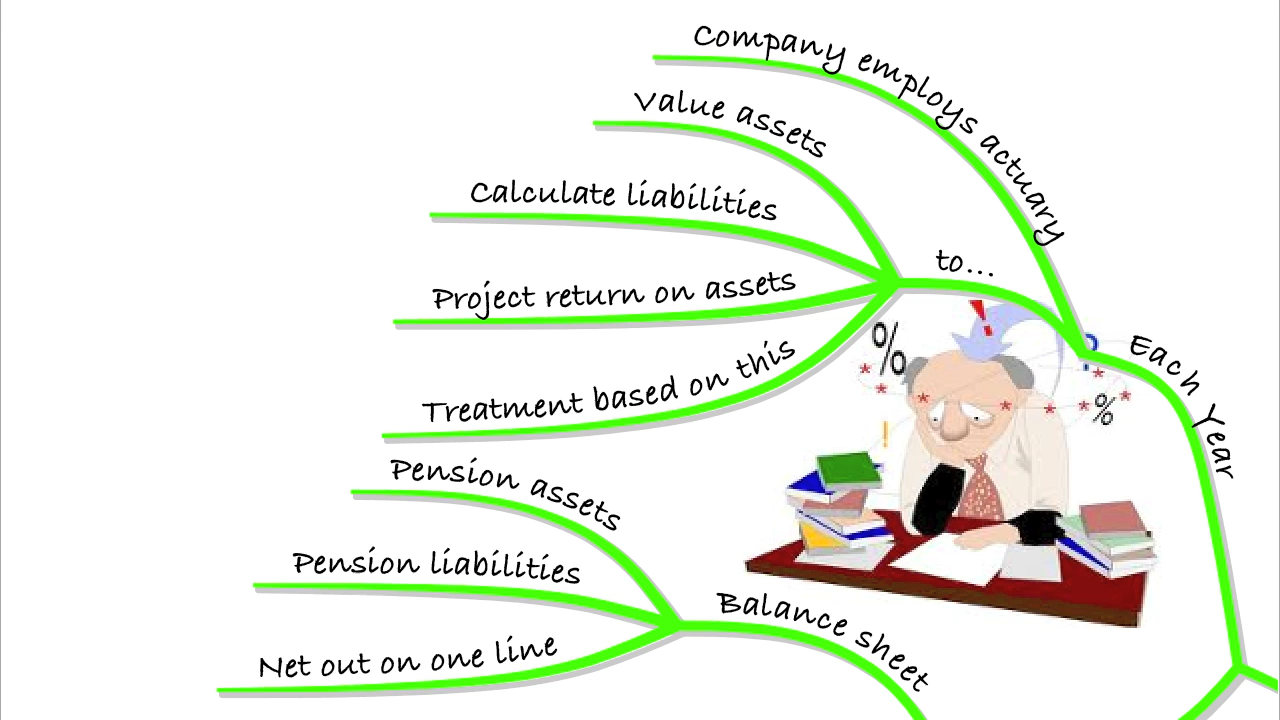 Company employs actuary
Value assets
Calculate liabilities
to...
Project return on assets
Each Year
%
Treatment based on this
%
!
Pension assets
Pension liabilities
Balance sheet
Net out on one line